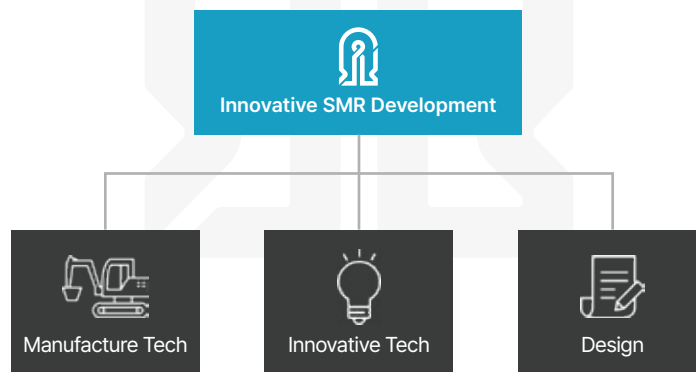 Innovative SMR Development
Manufacture Tech
Innovative Tech
Design